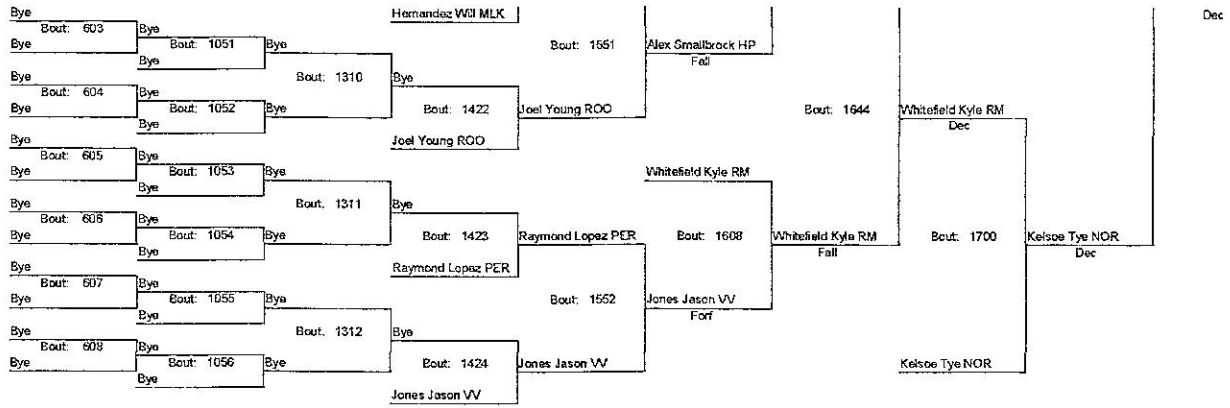 Bye
Hernandez Will MLK
Dec
Bout: 603
Bye
Bye
Bout: 1051
Bye
Bout: 1551
Alex Smallbrock HP
Bye
Fall
Bout: 1310
Bye
Bye
Bye
Bout: 604
Bye
Bout: 1052
Bye
Bout: 1422
Joel Young ROO
Joel Young ROO
Bout: 1644
Whitefield Kyle RM
Bye
Dec
Bye
Joel Young ROO
Bout: 605
Bye
Bye
Bout: 1053
Bye
Whitefield Kyle RM
Bye
Bout: 1311
Bye
Bye
Bout: 606
Bye
Bye
Bout: 1054
Bye
Bout: 1423
Raymond Lopez PER
Bout: 1608
Whitefield Kyle RM
Bout: 1700
Kelsoe Tye NOR
Bye
Fall
Dec
Raymond Lopez PER
Bye
Bout: 607
Bye
Bye
Bout: 1055
Bye
Bout: 1552
Jones Jason VV
Bye
Forf
Bout: 1312
Bye
Bye
Bout: 608
Bye
Bye
Bout: 1056
Bye
Bout: 1424
Jones Jason VV
Kelsoe Tye NOR
Bye
Jones Jason VV